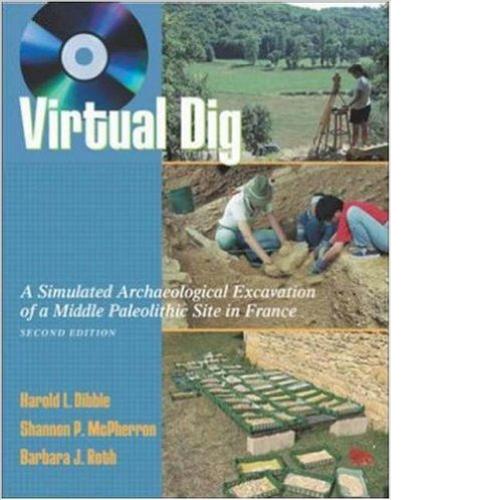 Virtual Dig
A Simulated Archaeological Excavation
of a Middle Paleolithic Site in France
SECOND EDITION
Harold L. Dibble
Shannon P. McPherron
Barbara J. Roth